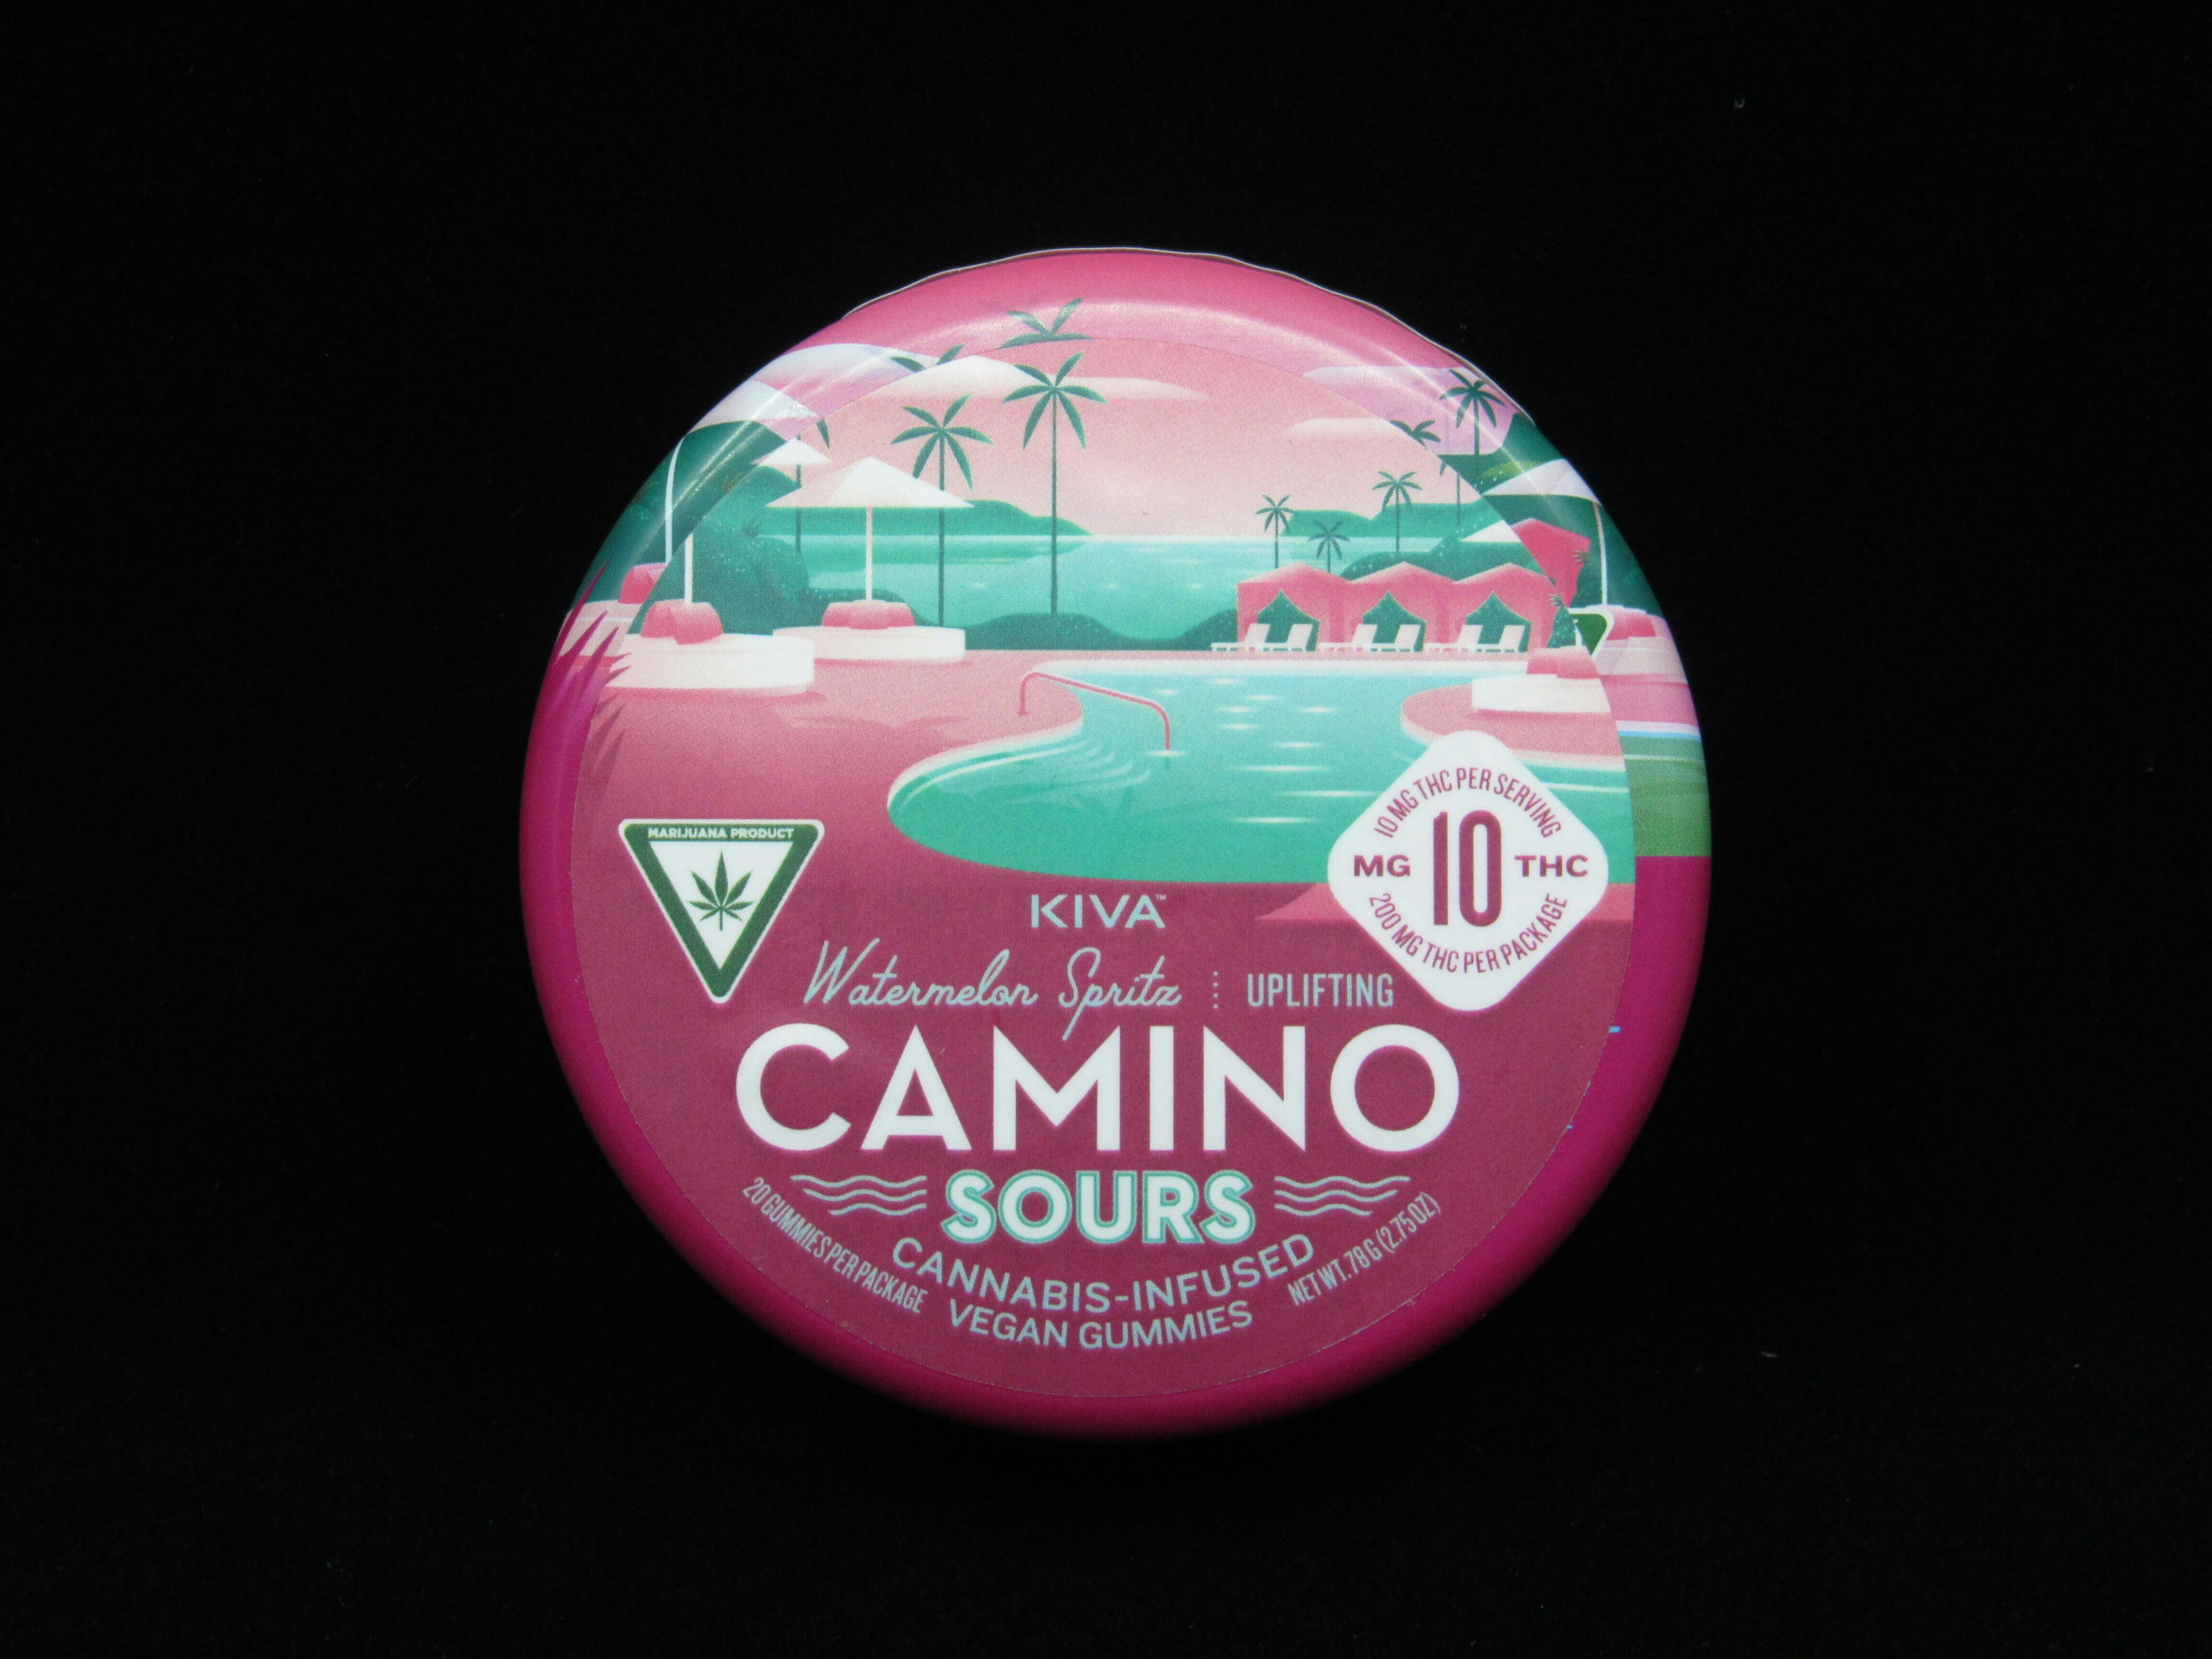 MARIJUANA PRODUCT
10 MG THC PER SERVING
MG 10 THC
200 MG THC PER PACKAGE
KIVA™
Watermelon Spritz UPLIFTING
CAMINO
SOURS
CANNABIS-INFUSED
VEGAN GUMMIES
20 GUMMIES PER PACKAGE
NET WT. 78 G (2.75 OZ)